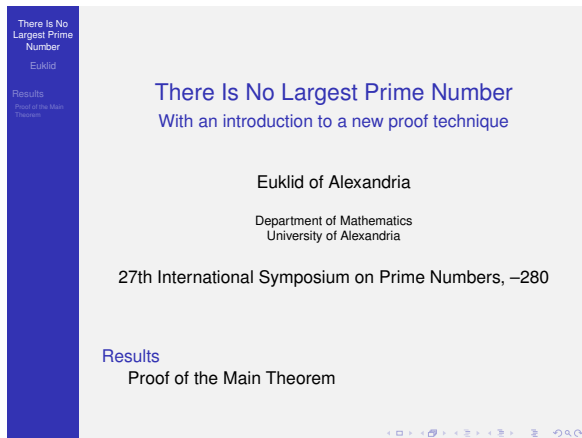 There Is No
Largest Prime
Number
Euklid
Results
Proof of the Main
Theorem
There Is No Largest Prime Number
With an introduction to a new proof technique
Euklid of Alexandria
Department of Mathematics
University of Alexandria
27th International Symposium on Prime Numbers, –280
Results
Proof of the Main Theorem